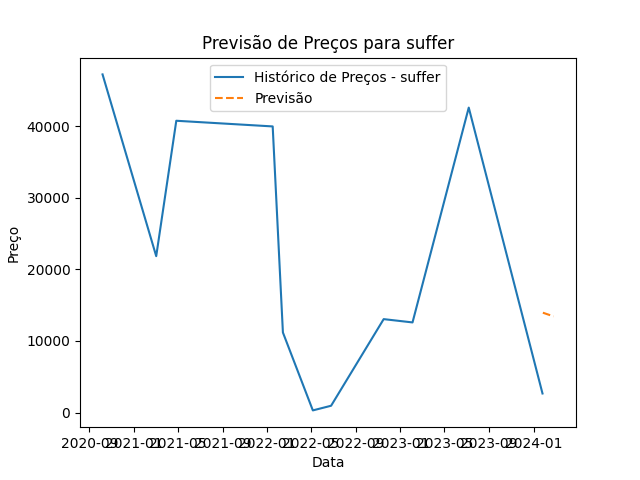 Previsão de Preços para suffer
Histórico de Preços - suffer
Previsão
Preço
40000
30000
20000
10000
0
2020-09 2021-01 2021-05 2021-09 2022-01 2022-05 2022-09 2023-01 2023-05 2023-09 2024-01
Data